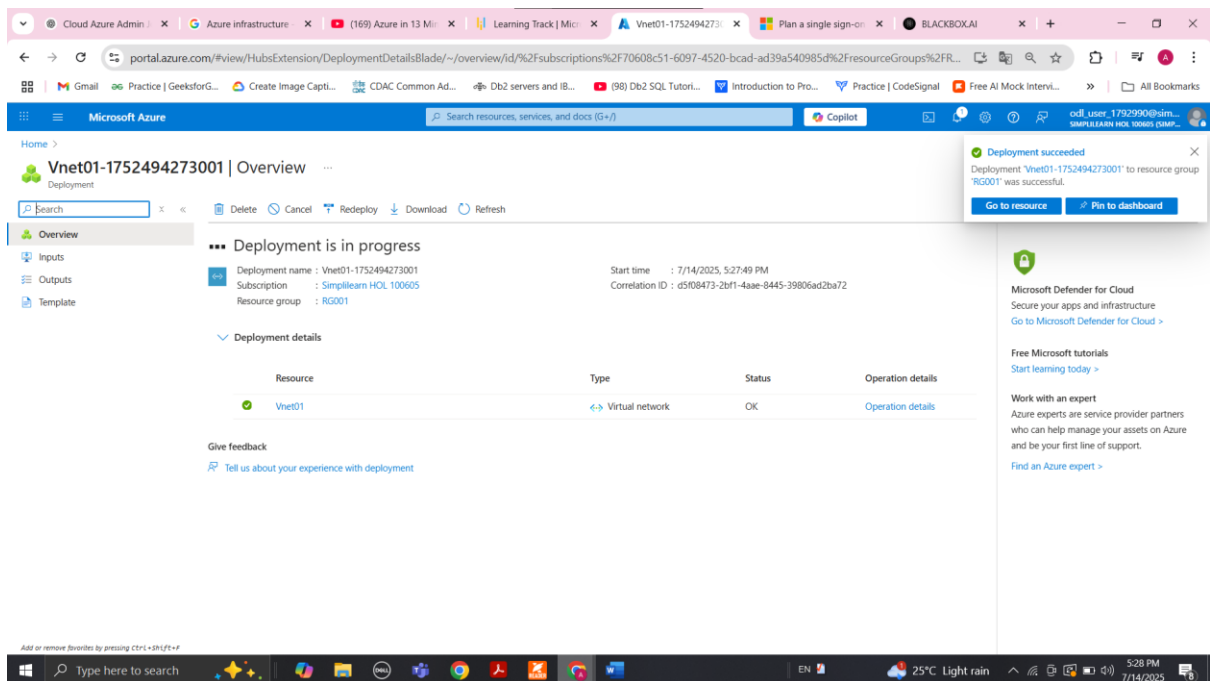 Cloud Azure Admin
Azure infrastructure
(169) Azure in 13 Min
Learning Track | Micr
Vnet01-1752494273
Plan a single sign-on
BLACKBOX.AI
portal.azure.com/#view/HubsExtension/DeploymentDetailsBlade/~/overview/id/%2Fsubscriptions%2F70608c51-6097-4520-bcad-ad39a540985d%2FresourceGroups%2FR...
Gmail
Practice | GeeksforG...
Create Image Capti...
CDAC Common Ad...
Db2 servers and IB...
(98) Db2 SQL Tutori...
Introduction to Pro...
Practice | CodeSignal
Free AI Mock Intervi...
»
All Bookmarks
Microsoft Azure
Search resources, services, and docs (G+/)
Copilot
1
odl_user_1792990@sim...
SIMPLILEARN HOL 100605 (SIMP...
Home >
Vnet01-1752494273001 | Overview ...
Deployment
Search
Delete Cancel Redeploy Download Refresh
Overview
Inputs
Outputs
Template
Deployment is in progress
Deployment name : Vnet01-1752494273001
Subscription : Simplilearn HOL 100605
Resource group : RG001
Start time : 7/14/2025, 5:27:49 PM
Correlation ID : d5f08473-2bf1-4aae-8445-39806ad2ba72
Deployment details
Resource Type Status Operation details
Vnet01 Virtual network OK Operation details
Give feedback
Tell us about your experience with deployment
Deployment succeeded
Deployment 'Vnet01-1752494273001' to resource group
'RG001' was successful.
Go to resource
Pin to dashboard
Microsoft Defender for Cloud
Secure your apps and infrastructure
Go to Microsoft Defender for Cloud >
Free Microsoft tutorials
Start learning today >
Work with an expert
Azure experts are service provider partners
who can help manage your assets on Azure
and be your first line of support.
Find an Azure expert >
Add or remove favorites by pressing Ctrl+Shift+F
Type here to search
DELL
EN
25°C Light rain
5:28 PM
7/14/2025